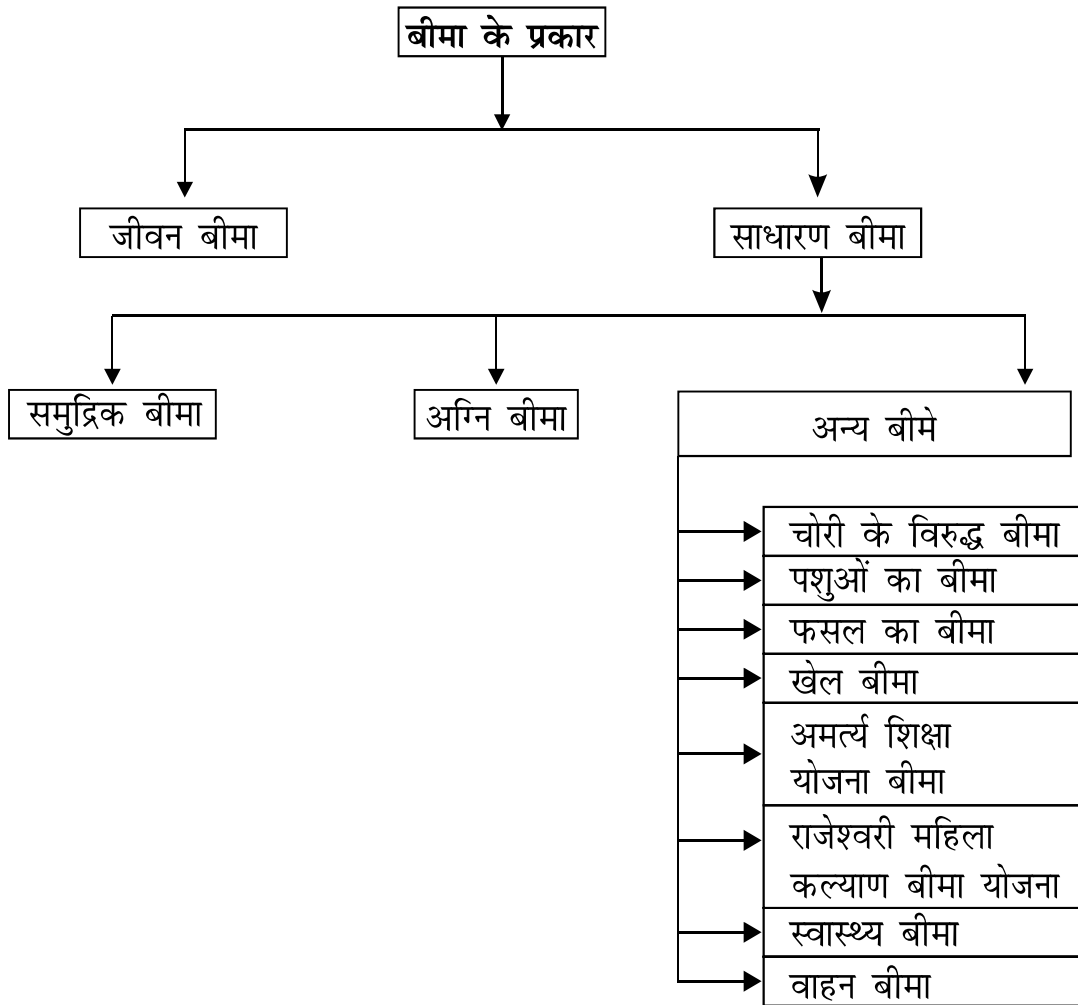 बीमा के प्रकार
जीवन बीमा
साधारण बीमा
समुद्रिक बीमा
अग्नि बीमा
अन्य बीमे
चोरी के विरुद्ध बीमा
पशुओं का बीमा
फसल का बीमा
खेल बीमा
अमर्त्य शिक्षा
योजना बीमा
राजेश्वरी महिला
कल्याण बीमा योजना
स्वास्थ्य बीमा
वाहन बीमा